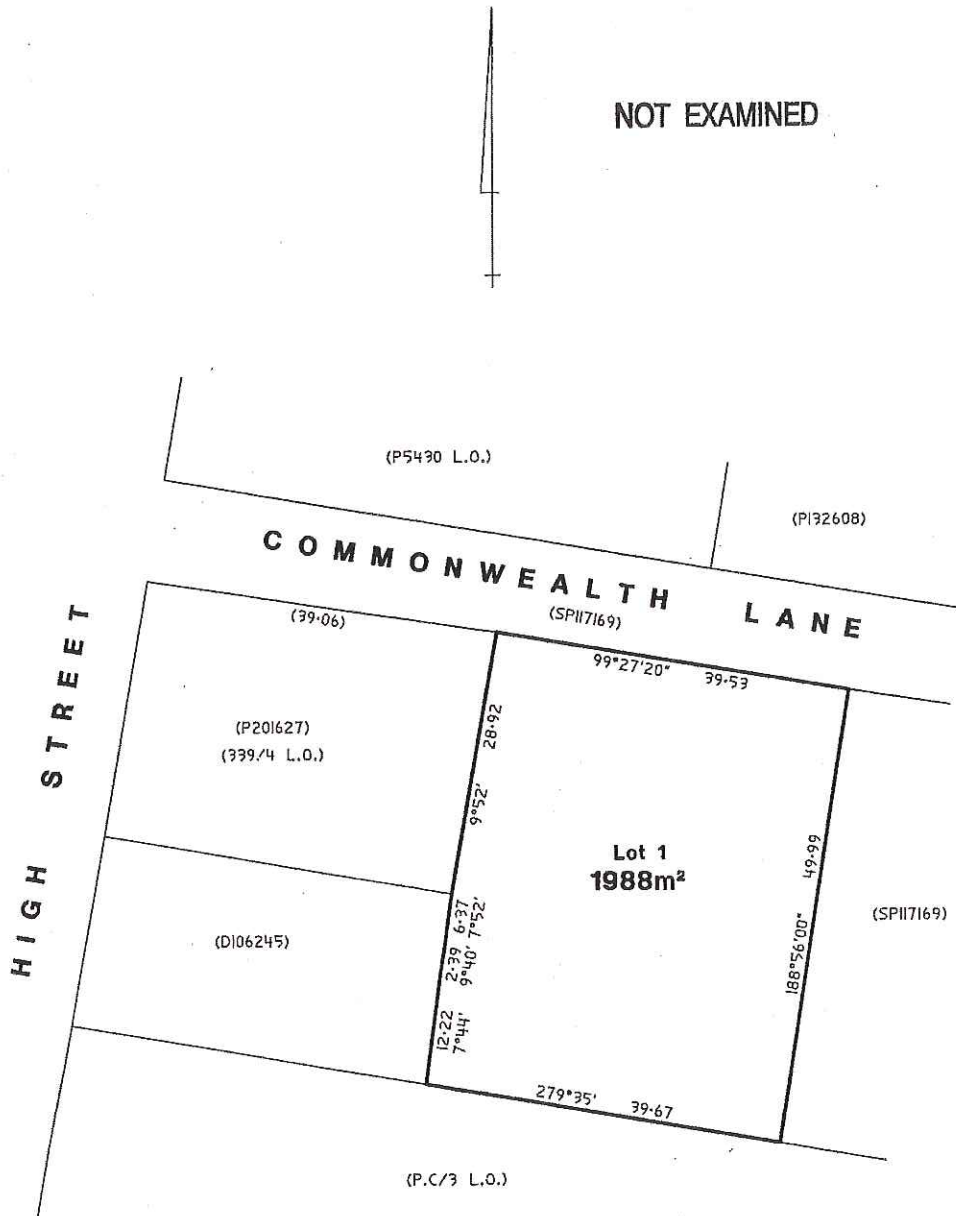 NOT EXAMINED
(P5430 L.O.)
(P132608)
COMMONWEALTH LANE
(SP117169)
(39·06)
99°27'20" 39·53
HIGH STREET
(P201627)
(339/4 L.O.)
28·92
9°52'
Lot 1
1988m²
49·99
188°56'00"
(SP117169)
(D106245)
6·37
7°52'
2·39
9°40'
12·22
7°44'
279°35' 39·67
(P.C/3 L.O.)